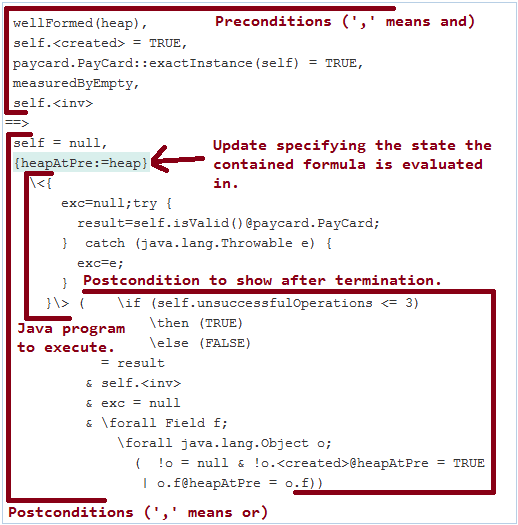 wellFormed(heap),
Preconditions (',' means and)
self.<created> = TRUE,
paycard.PayCard::exactInstance(self) = TRUE,
measuredByEmpty,
self.<inv>
==>
self = null,
{heapAtPre:=heap}
Update specifying the state the
contained formula is evaluated
in.
\<{
exc=null;try {
result=self.isValid()@paycard.PayCard;
} catch (java.lang.Throwable e) {
exc=e;
}
Postcondition to show after termination.
}\> ( \if (self.unsuccessfulOperations <= 3)
Java program
to execute.
\then (TRUE)
\else (FALSE)
= result
& self.<inv>
& exc = null
& \forall Field f;
\forall java.lang.Object o;
( !o = null & !o.<created>@heapAtPre = TRUE
| o.f@heapAtPre = o.f))
Postconditions (',' means or)